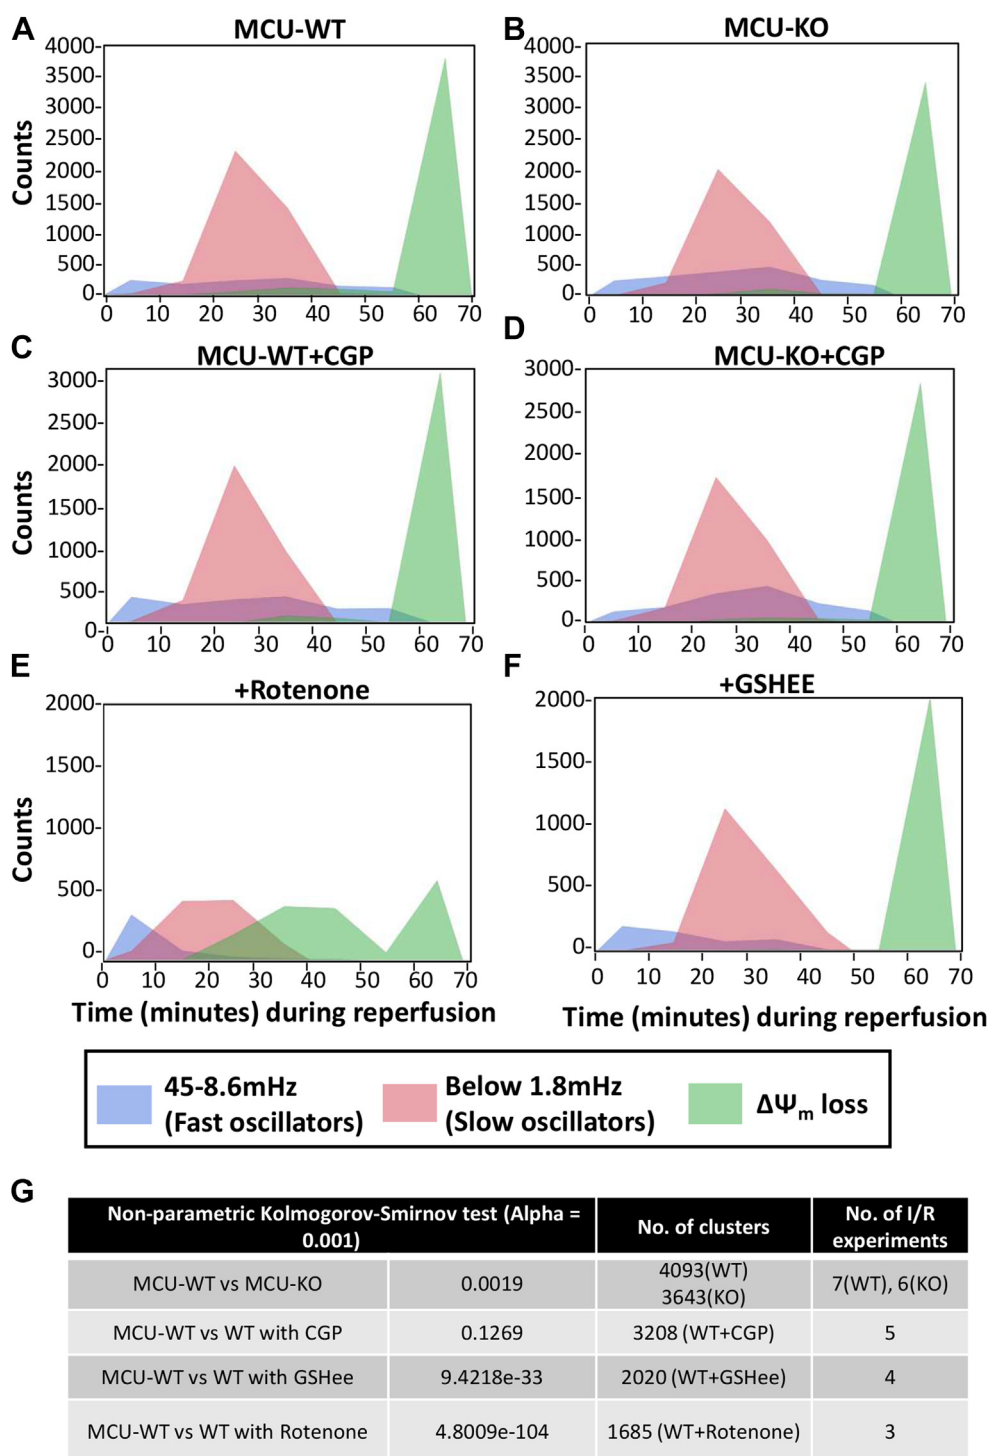 A
MCU-WT
4000-
3500-
3000-
2500-
2000-
1500-
1000-
500-
0-
Counts
0 10 20 30 40 50 60 70
B
MCU-KO
4000-
3500-
3000-
2500-
2000-
1500-
1000-
500-
0-
0 10 20 30 40 50 60 70
C
MCU-WT+CGP
3000-
2500-
2000-
1500-
1000-
500-
0-
Counts
0 10 20 30 40 50 60 70
D
MCU-KO+CGP
3000-
2500-
2000-
1500-
1000-
500-
0-
0 10 20 30 40 50 60 70
E
+Rotenone
2000-
1500-
1000-
500-
0-
Counts
0 10 20 30 40 50 60 70
Time (minutes) during reperfusion
F
+GSHEE
2000-
1500-
1000-
500-
0-
0 10 20 30 40 50 60 70
Time (minutes) during reperfusion
45-8.6mHz
(Fast oscillators)
Below 1.8mHz
(Slow oscillators)
ΔΨm loss
G
Non-parametric Kolmogorov-Smirnov test (Alpha =
0.001)
No. of clusters
No. of I/R
experiments
MCU-WT vs MCU-KO
0.0019
4093(WT)
3643(KO)
7(WT), 6(KO)
MCU-WT vs WT with CGP
0.1269
3208 (WT+CGP)
5
MCU-WT vs WT with GSHee
9.4218e-33
2020 (WT+GSHee)
4
MCU-WT vs WT with Rotenone
4.8009e-104
1685 (WT+Rotenone)
3